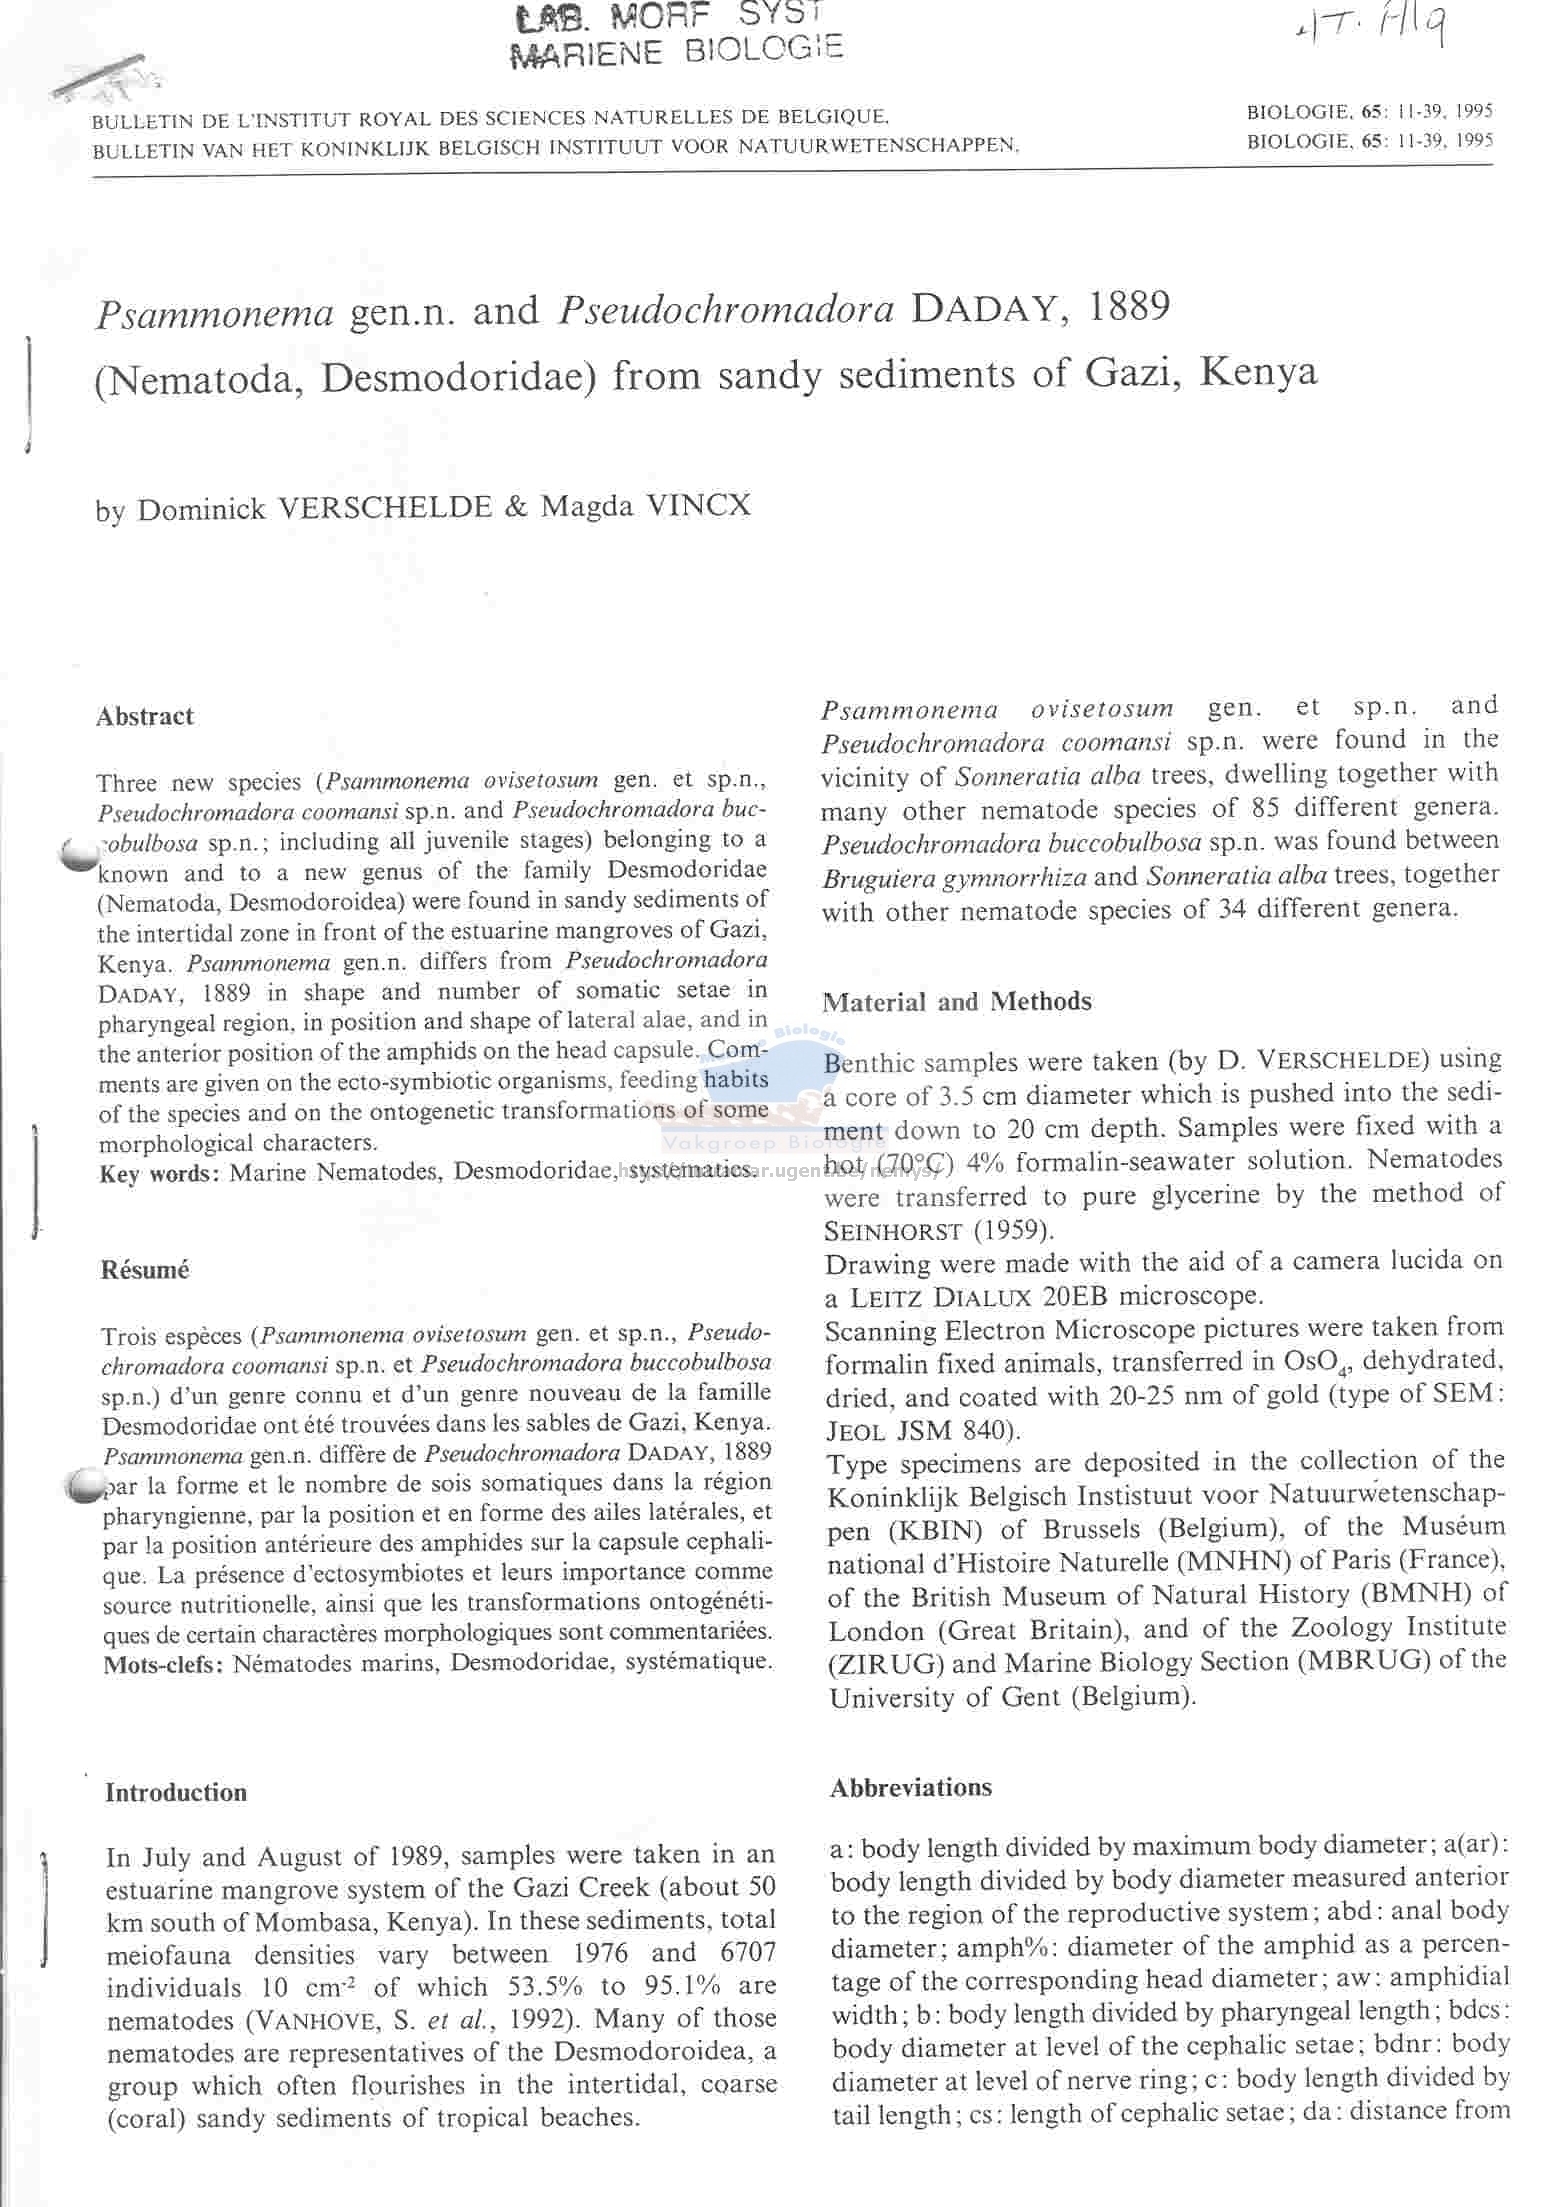 LAB. MORF SYST
MARIENE BIOLOGIE
BULLETIN DE L'INSTITUT ROYAL DES SCIENCES NATURELLES DE BELGIQUE,
BULLETIN VAN HET KONINKLIJK BELGISCH INSTITUUT VOOR NATUURWETENSCHAPPEN,
BIOLOGIE, 65: 11-39, 1995
BIOLOGIE, 65: 11-39, 1995
Psammonema gen.n. and Pseudochromadora DADAY, 1889
(Nematoda, Desmodoridae) from sandy sediments of Gazi, Kenya
by Dominick VERSCHELDE & Magda VINCX
Abstract
Three new species (Psammonema ovisetosum gen. et sp.n.,
Pseudochromadora coomansi sp.n. and Pseudochromadora buc-
cobulbosa sp.n.; including all juvenile stages) belonging to a
known and to a new genus of the family Desmodoridae
(Nematoda, Desmodoroidea) were found in sandy sediments of
the intertidal zone in front of the estuarine mangroves of Gazi,
Kenya. Psammonema gen.n. differs from Pseudochromadora
DADAY, 1889 in shape and number of somatic setae in
pharyngeal region, in position and shape of lateral alae, and in
the anterior position of the amphids on the head capsule. Com-
ments are given on the ecto-symbiotic organisms, feeding habits
of the species and on the ontogenetic transformations of some
morphological characters.
Key words: Marine Nematodes, Desmodoridae, systematics.
Résumé
Trois espèces (Psammonema ovisetosum gen. et sp.n., Pseudo-
chromadora coomansi sp.n. et Pseudochromadora buccobulbosa
sp.n.) d'un genre connu et d'un genre nouveau de la famille
Desmodoridae ont été trouvées dans les sables de Gazi, Kenya.
Psammonema gen.n. diffère de Pseudochromadora DADAY, 1889
par la forme et le nombre de sois somatiques dans la région
pharyngienne, par la position et en forme des ailes latérales, et
par la position antérieure des amphides sur la capsule cephali-
que. La présence d'ectosymbiotes et leurs importance comme
source nutritionelle, ainsi que les transformations ontogénéti-
ques de certain charactères morphologiques sont commentariées.
Mots-clefs: Nématodes marins, Desmodoridae, systématique.
Introduction
In July and August of 1989, samples were taken in an
estuarine mangrove system of the Gazi Creek (about 50
km south of Mombasa, Kenya). In these sediments, total
meiofauna densities vary between 1976 and 6707
individuals 10 cm-2 of which 53.5% to 95.1% are
nematodes (VANHOVE, S. et al., 1992). Many of those
nematodes are representatives of the Desmodoroidea, a
group which often flourishes in the intertidal, coarse
(coral) sandy sediments of tropical beaches.
Psammonema ovisetosum gen. et sp.n. and
Pseudochromadora coomansi sp.n. were found in the
vicinity of Sonneratia alba trees, dwelling together with
many other nematode species of 85 different genera.
Pseudochromadora buccobulbosa sp.n. was found between
Bruguiera gymnorrhiza and Sonneratia alba trees, together
with other nematode species of 34 different genera.
Material and Methods
Benthic samples were taken (by D. VERSCHELDE) using
a core of 3.5 cm diameter which is pushed into the sedi-
ment down to 20 cm depth. Samples were fixed with a
hot (70°C) 4% formalin-seawater solution. Nematodes
were transferred to pure glycerine by the method of
SEINHORST (1959).
Drawing were made with the aid of a camera lucida on
a LEITZ DIALUX 20EB microscope.
Scanning Electron Microscope pictures were taken from
formalin fixed animals, transferred in OsO4, dehydrated,
dried, and coated with 20-25 nm of gold (type of SEM:
JEOL JSM 840).
Type specimens are deposited in the collection of the
Koninklijk Belgisch Instistuut voor Natuurwetenschap-
pen (KBIN) of Brussels (Belgium), of the Muséum
national d'Histoire Naturelle (MNHN) of Paris (France),
of the British Museum of Natural History (BMNH) of
London (Great Britain), and of the Zoology Institute
(ZIRUG) and Marine Biology Section (MBRUG) of the
University of Gent (Belgium).
Abbreviations
a: body length divided by maximum body diameter; a(ar):
body length divided by body diameter measured anterior
to the region of the reproductive system; abd: anal body
diameter; amph%: diameter of the amphid as a percen-
tage of the corresponding head diameter; aw: amphidial
width; b: body length divided by pharyngeal length; bdcs:
body diameter at level of the cephalic setae; bdnr: body
diameter at level of nerve ring; c: body length divided by
tail length; cs: length of cephalic setae; da: distance from
Biologie
Vakgroep Biologie